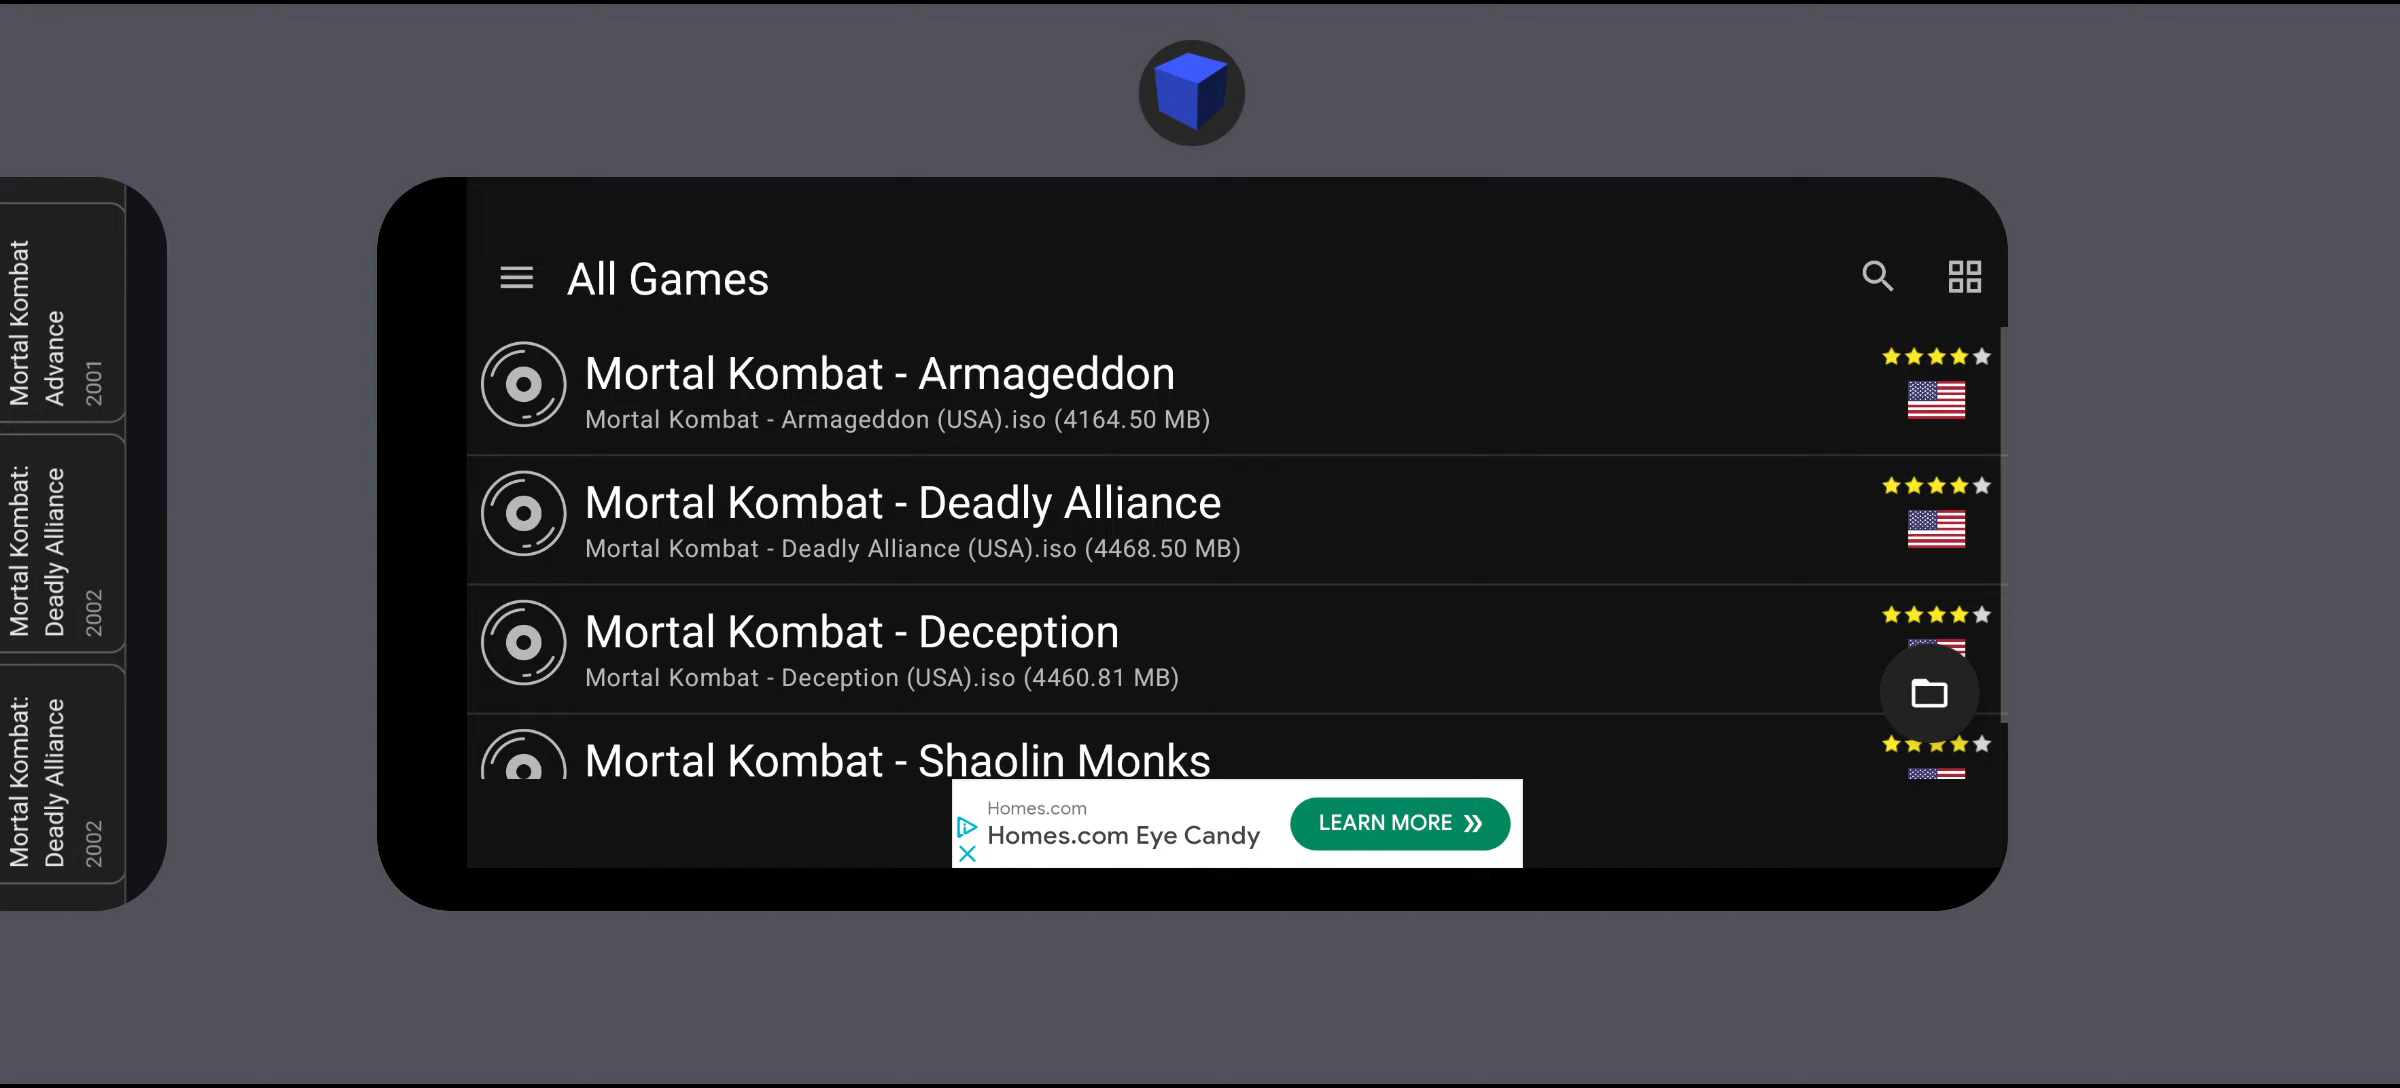 Mortal Kombat
Advance
2001
Mortal Kombat:
Deadly Alliance
2002
Mortal Kombat:
Deadly Alliance
2002
All Games
Mortal Kombat - Armageddon
Mortal Kombat - Armageddon (USA).iso (4164.50 MB)
Mortal Kombat - Deadly Alliance
Mortal Kombat - Deadly Alliance (USA).iso (4468.50 MB)
Mortal Kombat - Deception
Mortal Kombat - Deception (USA).iso (4460.81 MB)
Mortal Kombat - Shaolin Monks
Homes.com
Homes.com Eye Candy
LEARN MORE